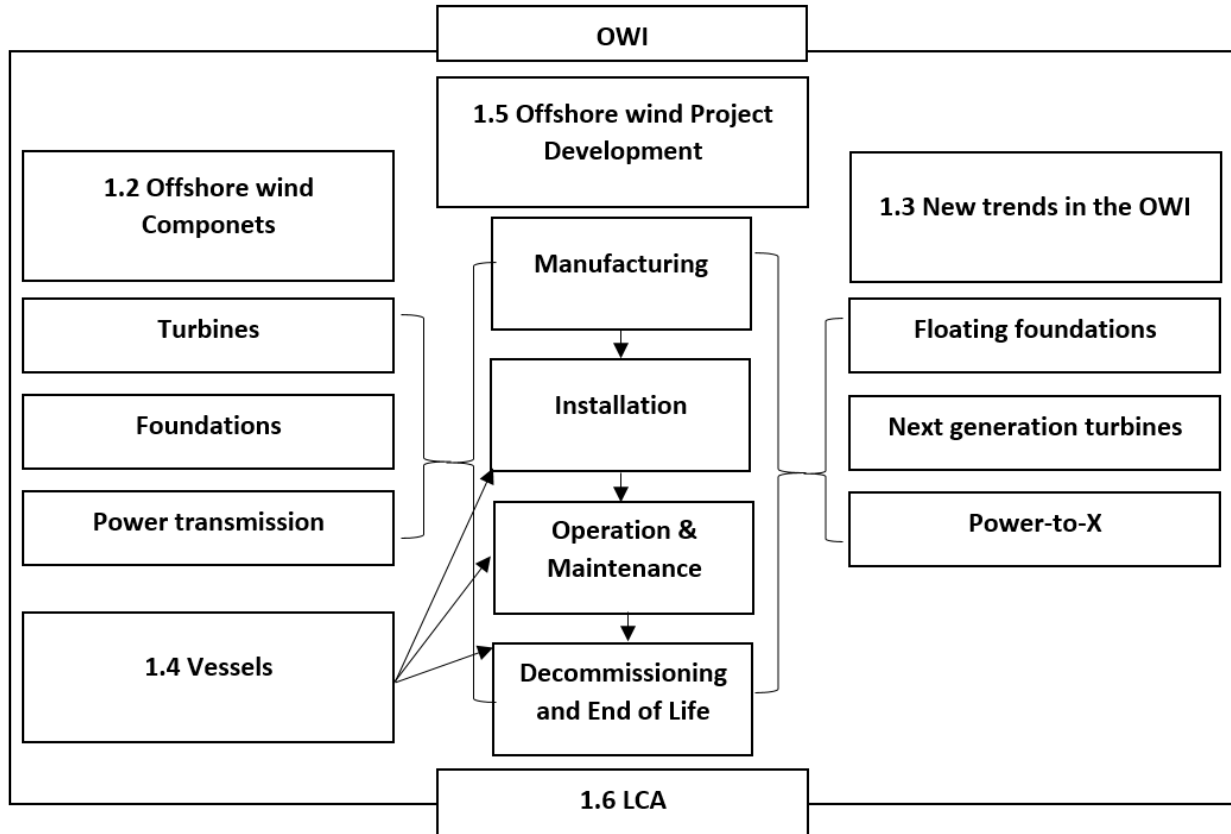 OWI
1.5 Offshore wind Project
Development
1.2 Offshore wind
Componets
1.3 New trends in the OWI
Manufacturing
Turbines
Floating foundations
Installation
Foundations
Next generation turbines
Power transmission
Power-to-X
Operation &
Maintenance
1.4 Vessels
Decommissioning
and End of Life
1.6 LCA